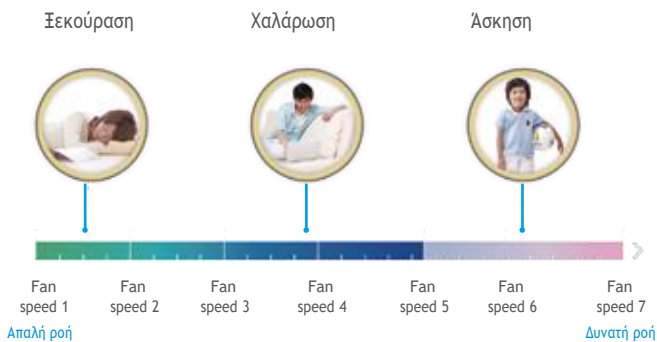 Ξεκούραση
Χαλάρωση
Άσκηση
Fan speed 1
Fan speed 2
Fan speed 3
Fan speed 4
Fan speed 5
Fan speed 6
Fan speed 7
Απαλή ροή
Δυνατή ροή